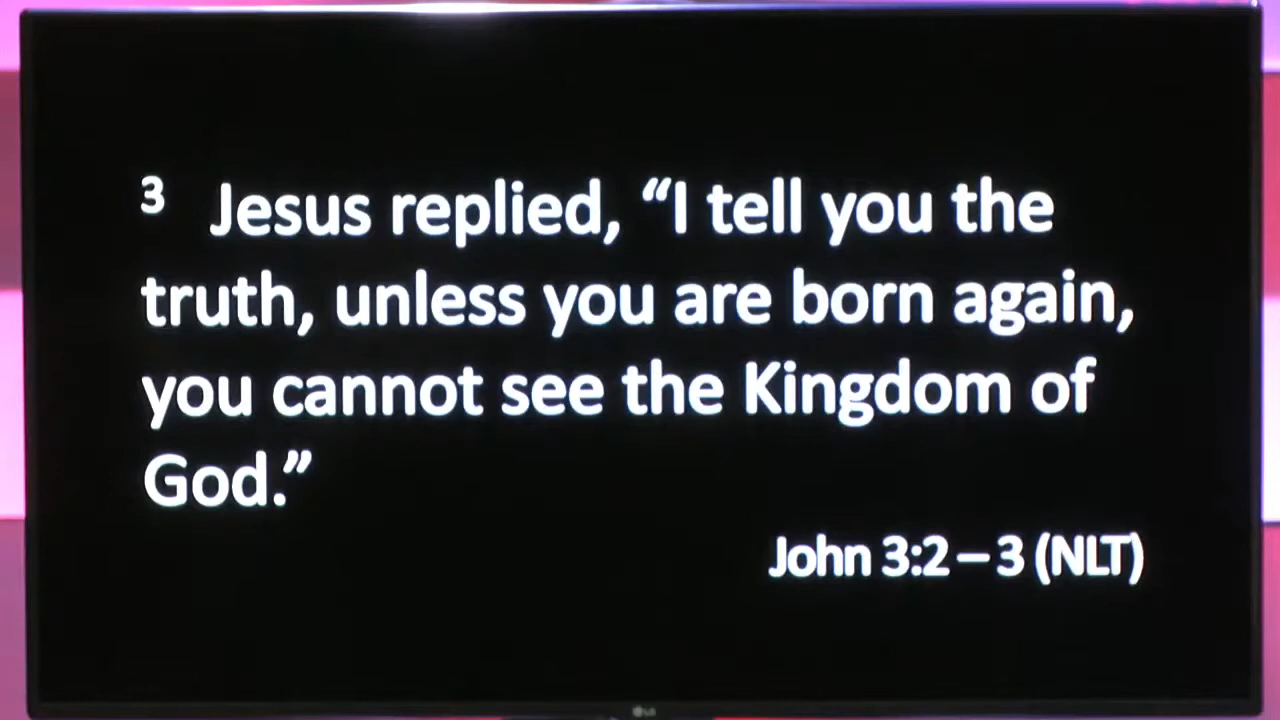 3 Jesus replied, “I tell you the
truth, unless you are born again,
you cannot see the Kingdom of
God.”
John 3:2 – 3 (NLT)
LG